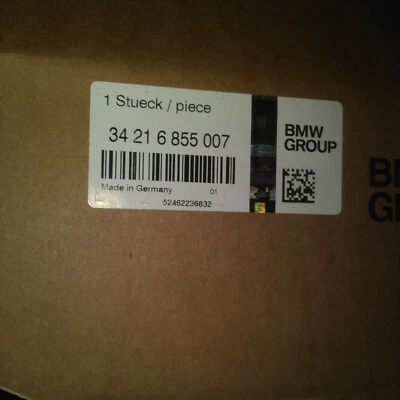 1 Stueck / piece
34 21 6 855 007
BMW
GROUP
Made in Germany 01
52462236832